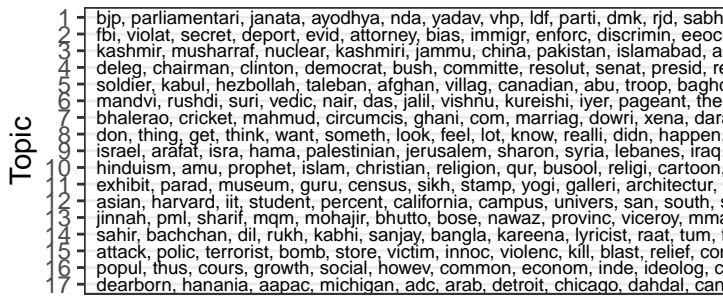 Topic
1 bjp, parliamentari, janata, ayodhya, nda, yadav, vhp, ldf, parti, dmk, rjd, sabh
2 fbi, violat, secret, deport, evid, attorney, bias, immigr, enforc, discrimin, eeoc
3 kashmir, musharraf, nuclear, kashmiri, jammu, china, pakistan, islamabad, a
4 deleg, chairman, clinton, democrat, bush, committe, resolut, senat, presid, re
5 soldier, kabul, hezbollah, taleban, afghan, villag, canadian, abu, troop, baghd
6 mandvi, rushdi, suri, vedic, nair, das, jalil, vishnu, kureishi, iyer, pageant, the
7 bhalerao, cricket, mahmud, circumcis, ghani, com, marriag, dowri, xena, dara
8 don, thing, get, think, want, someth, look, feel, lot, know, realli, didn, happen
9 israel, arafat, isra, hama, palestinian, jerusalem, sharon, syria, lebanes, iraq
10 hinduism, amu, prophet, islam, christian, religion, qur, busool, religi, cartoon,
11 exhibit, parad, museum, guru, census, sikh, stamp, yogi, galleri, architectur,
12 asian, harvard, iit, student, percent, california, campus, univers, san, south, s
13 jinnah, pml, sharif, mqm, mohajir, bhutto, bose, nawaz, provinc, viceroy, mma
14 sahir, bachchan, dil, rukh, kabhi, sanjay, bangla, kareena, lyricist, raat, tum, f
15 attack, polic, terrorist, bomb, store, victim, innoc, violenc, kill, blast, relief, con
16 popul, thus, cours, growth, social, howev, common, econom, inde, ideolog, c
17 dearborn, hanania, aapac, michigan, adc, arab, detroit, chicago, dahdal, can